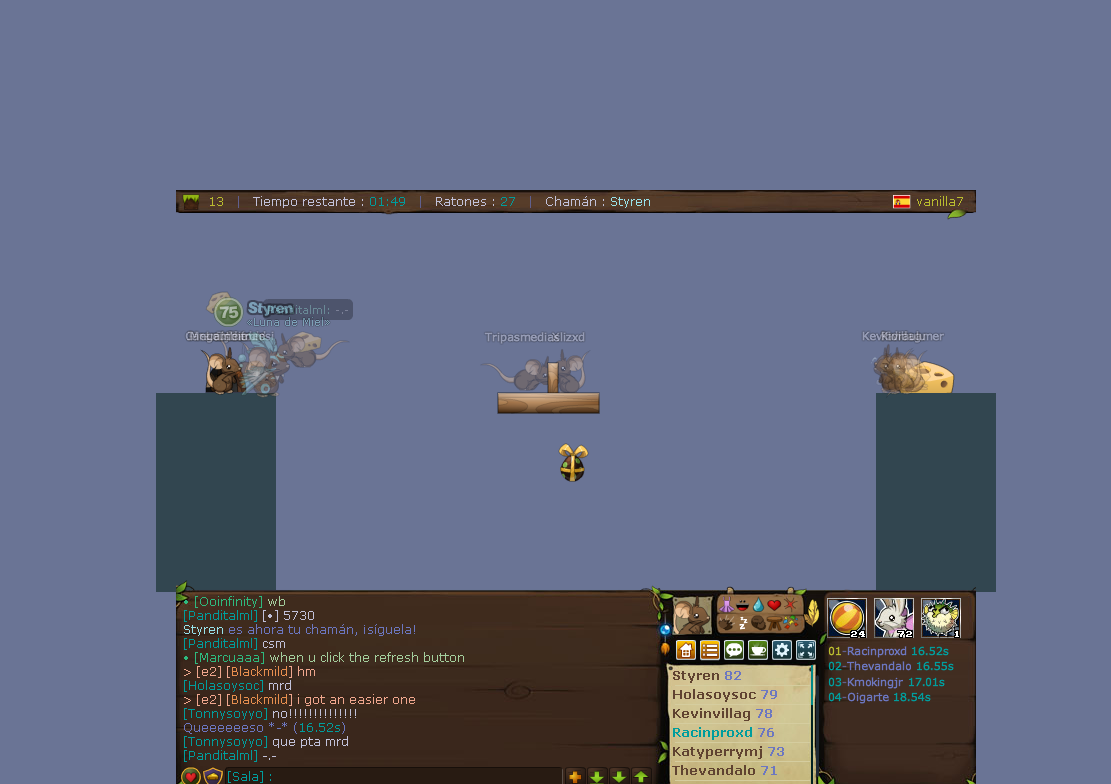 13 | Tiempo restante : 01:49 | Ratones : 27 | Chamán : Styren
vanilla7
75 Styren italml: -.-
«Luna de Miel»
Tripasmedias
lizxd
• [Ooinfinity] wb
[Panditalml] [•] 5730
Styren es ahora tu chamán, ¡síguela!
[Panditalml] csm
• [Marcuaaa] when u click the refresh button
> [e2] [Blackmild] hm
[Holasoysoc] mrd
> [e2] [Blackmild] i got an easier one
[Tonnysoyyo] no!!!!!!!!!!!!!!
Queeeeeeso *-* (16.52s)
[Tonnysoyyo] que pta mrd
[Panditalml] -.-
[Sala] :
Styren 82
Holasoysoc 79
Kevinvillag 78
Racinproxd 76
Katyperrymj 73
Thevandalo 71
24
72
1
01-Racinproxd 16.52s
02-Thevandalo 16.55s
03-Kmokingjr 17.01s
04-Oigarte 18.54s